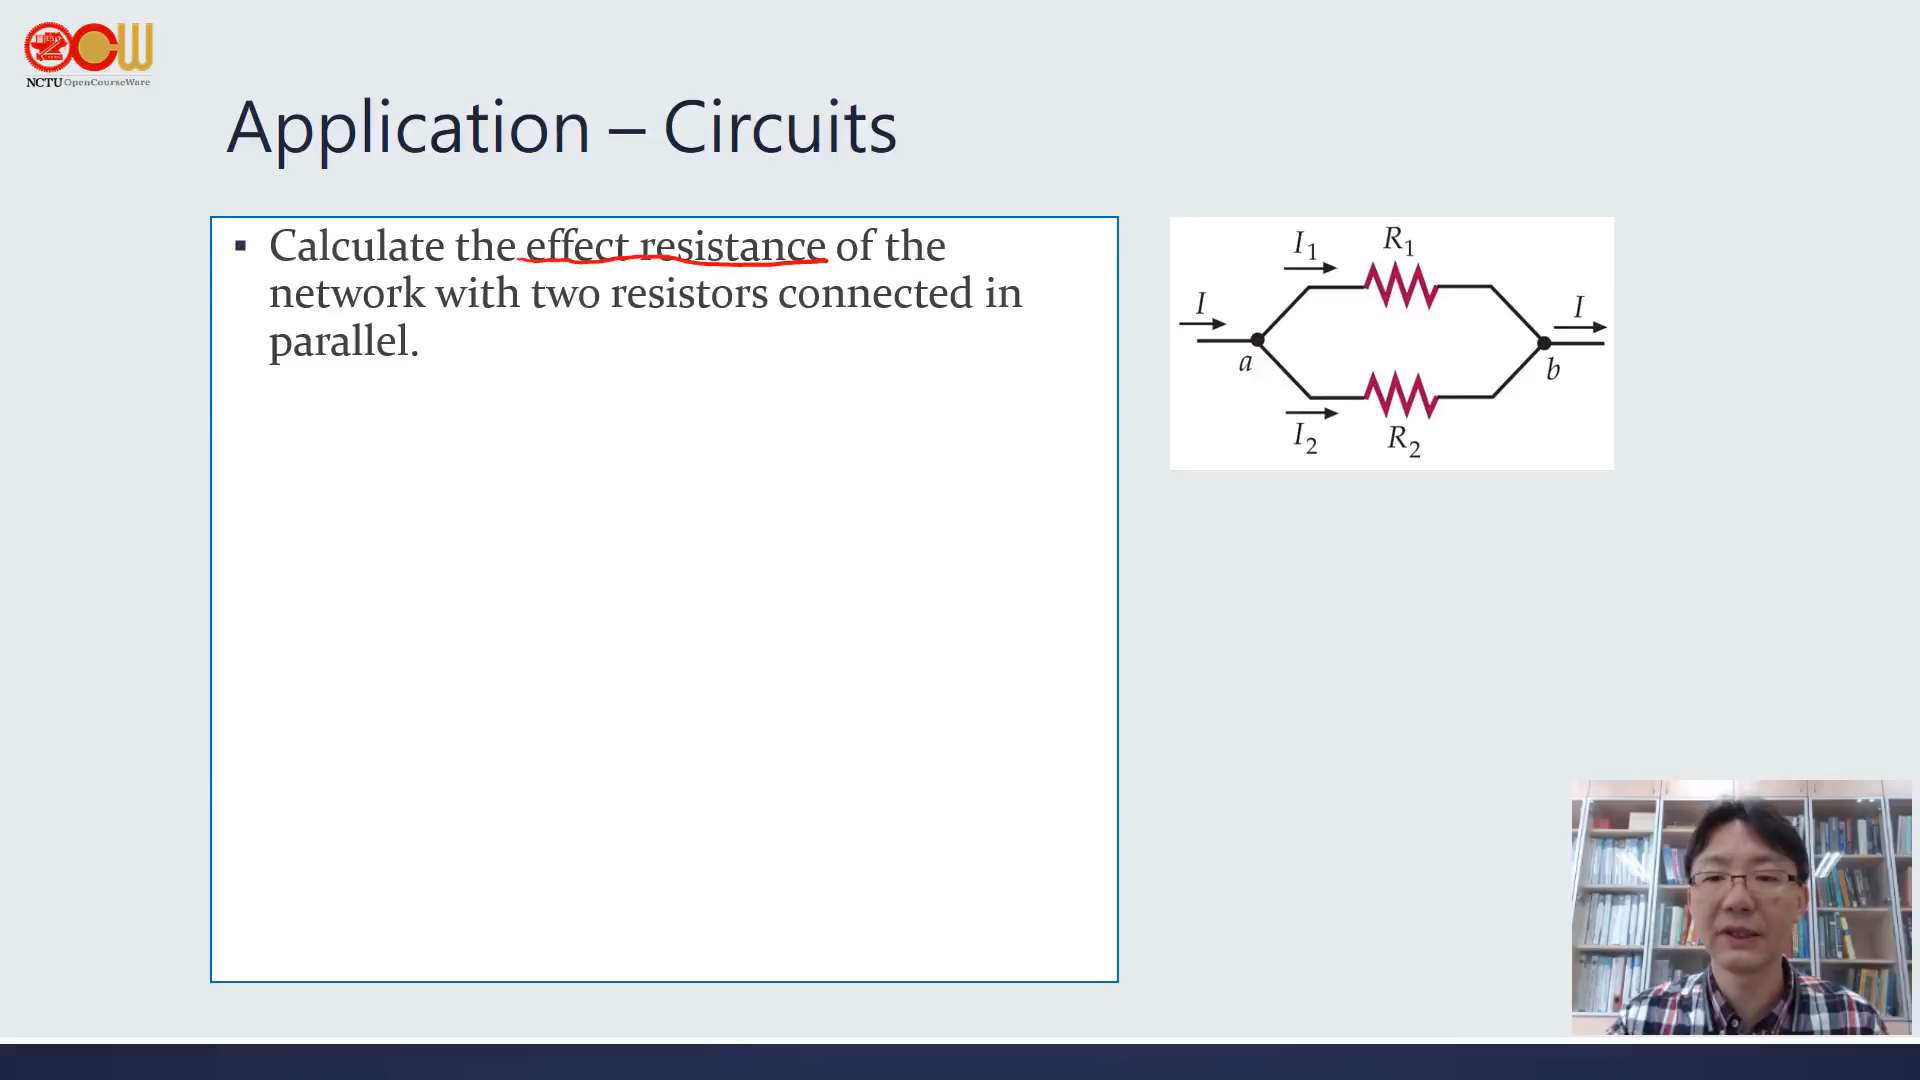 NCTU OpenCourseWare
Application – Circuits
▪ Calculate the effect resistance of the
network with two resistors connected in
parallel.
I₁ R₁
I I
a b
I₂ R₂